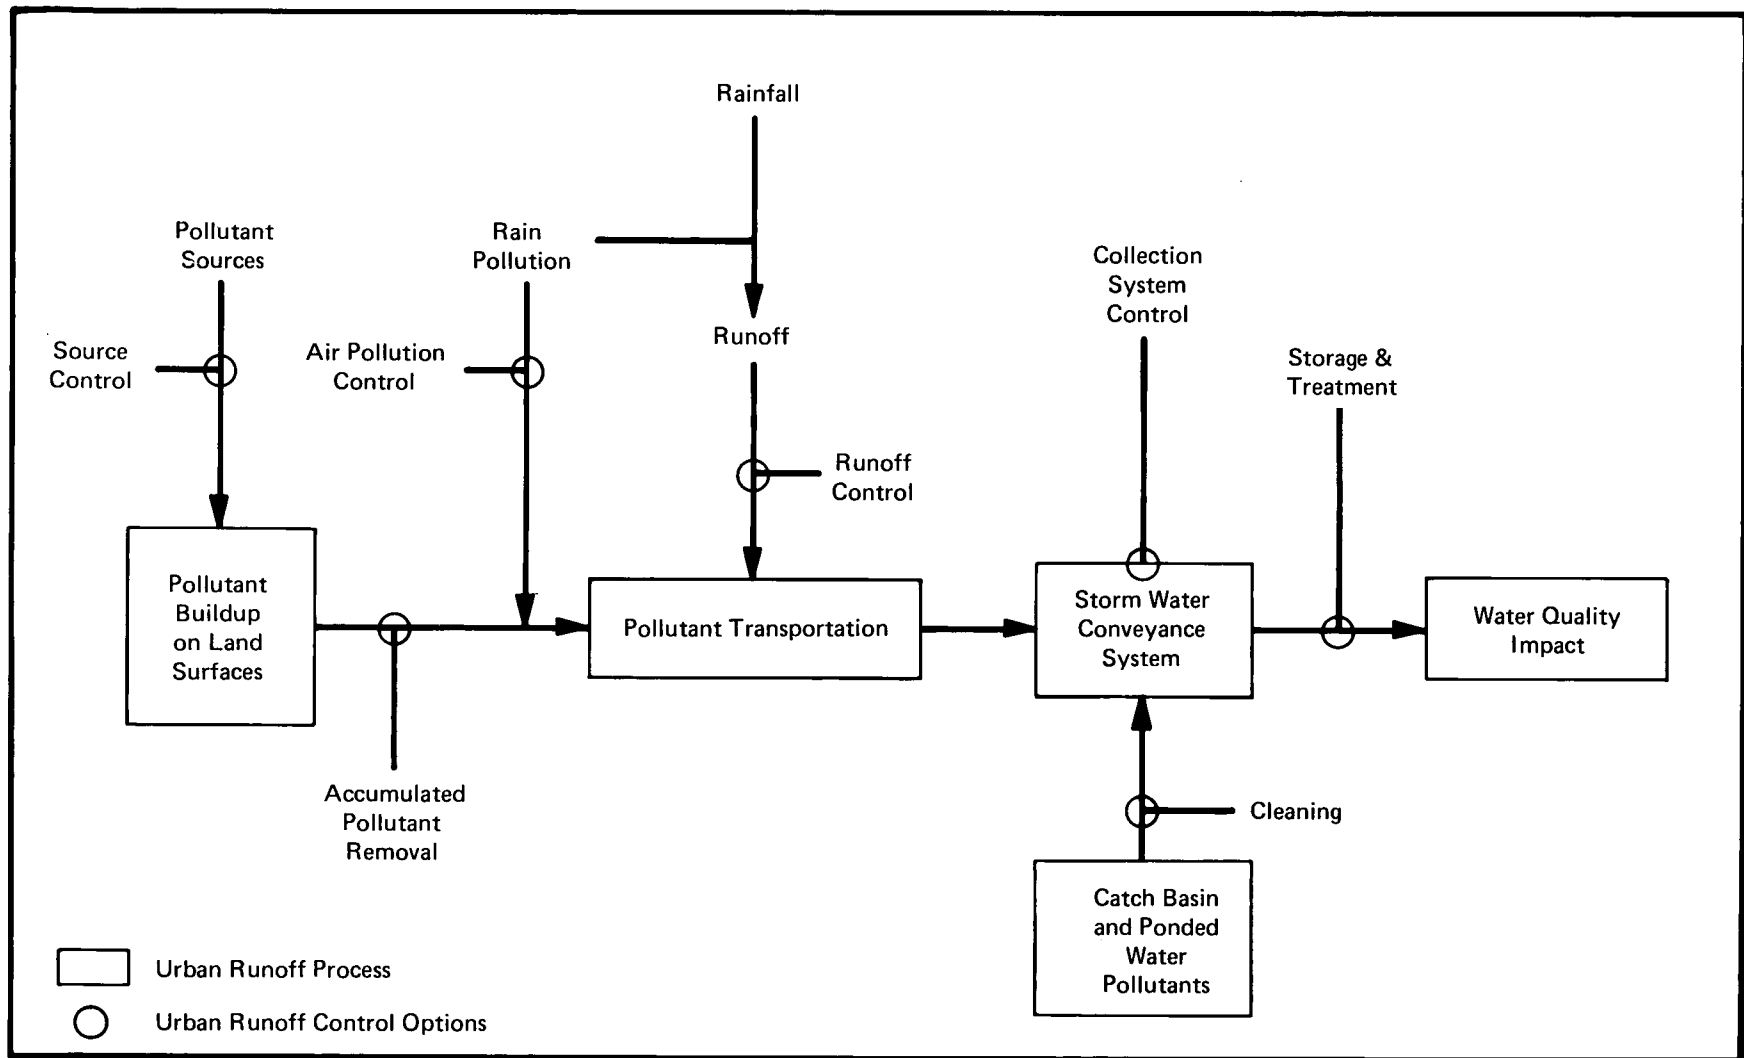 Rainfall
Pollutant
Sources
Rain
Pollution
Collection
System
Control
Source
Control
Air Pollution
Control
Runoff
Storage &
Treatment
Runoff
Control
Pollutant
Buildup
on Land
Surfaces
Pollutant Transportation
Storm Water
Conveyance
System
Water Quality
Impact
Accumulated
Pollutant
Removal
Cleaning
Catch Basin
and Ponded
Water
Pollutants
Urban Runoff Process
Urban Runoff Control Options